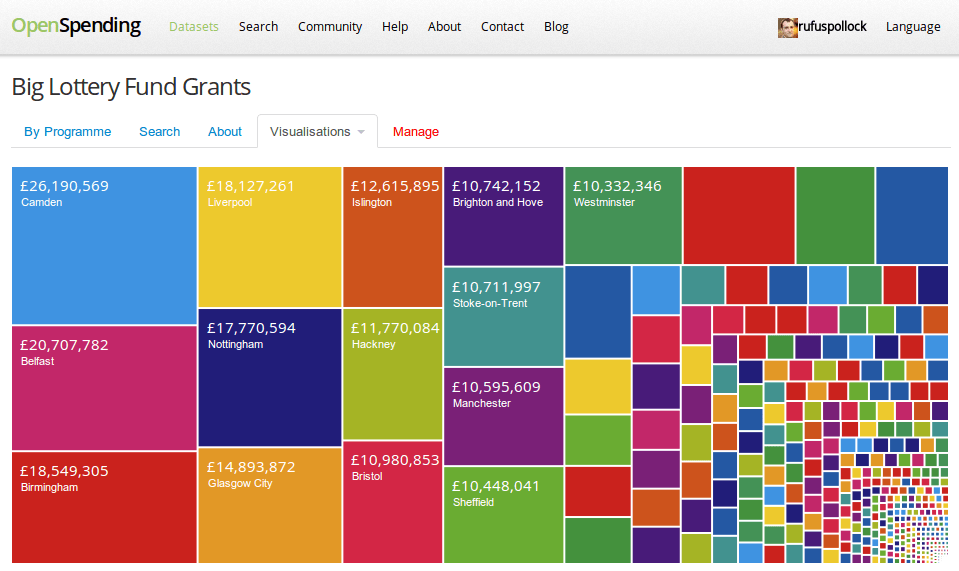 OpenSpending Datasets Search Community Help About Contact Blog rufuspollock Language
Big Lottery Fund Grants
By Programme Search About Visualisations Manage
£26,190,569
Camden
£20,707,782
Belfast
£18,549,305
Birmingham
£18,127,261
Liverpool
£17,770,594
Nottingham
£14,893,872
Glasgow City
£12,615,895
Islington
£11,770,084
Hackney
£10,980,853
Bristol
£10,742,152
Brighton and Hove
£10,711,997
Stoke-on-Trent
£10,595,609
Manchester
£10,448,041
Sheffield
£10,332,346
Westminster